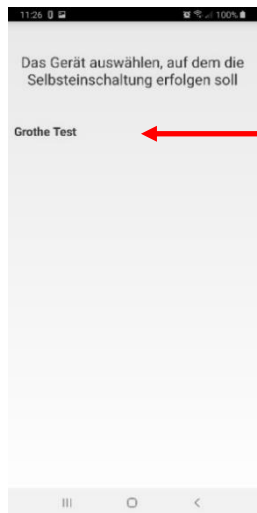 11:26 100%
Das Gerät auswählen, auf dem die
Selbsteinschaltung erfolgen soll
Grothe Test